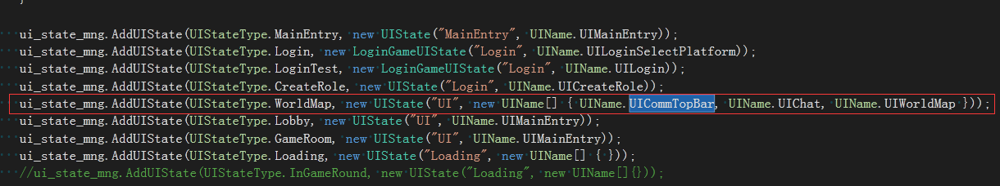 }
ui_state_mng.AddUIState(UIStateType.MainEntry, new UIState("MainEntry", UIName.UIMainEntry));
ui_state_mng.AddUIState(UIStateType.Login, new LoginGameUIState("Login", UIName.UILoginSelectPlatform));
ui_state_mng.AddUIState(UIStateType.LoginTest, new LoginGameUIState("Login", UIName.UILogin));
ui_state_mng.AddUIState(UIStateType.CreateRole, new UIState("Login", UIName.UICreateRole));
ui_state_mng.AddUIState(UIStateType.WorldMap, new UIState("UI", new UIName[] { UIName.UICommTopBar, UIName.UIChat, UIName.UIWorldMap }));
ui_state_mng.AddUIState(UIStateType.Lobby, new UIState("UI", UIName.UIMainEntry));
ui_state_mng.AddUIState(UIStateType.GameRoom, new UIState("UI", UIName.UIMainEntry));
ui_state_mng.AddUIState(UIStateType.Loading, new UIState("Loading", new UIName[] { }));
//ui_state_mng.AddUIState(UIStateType.InGameRound, new UIState("Loading", new UIName[]{}));